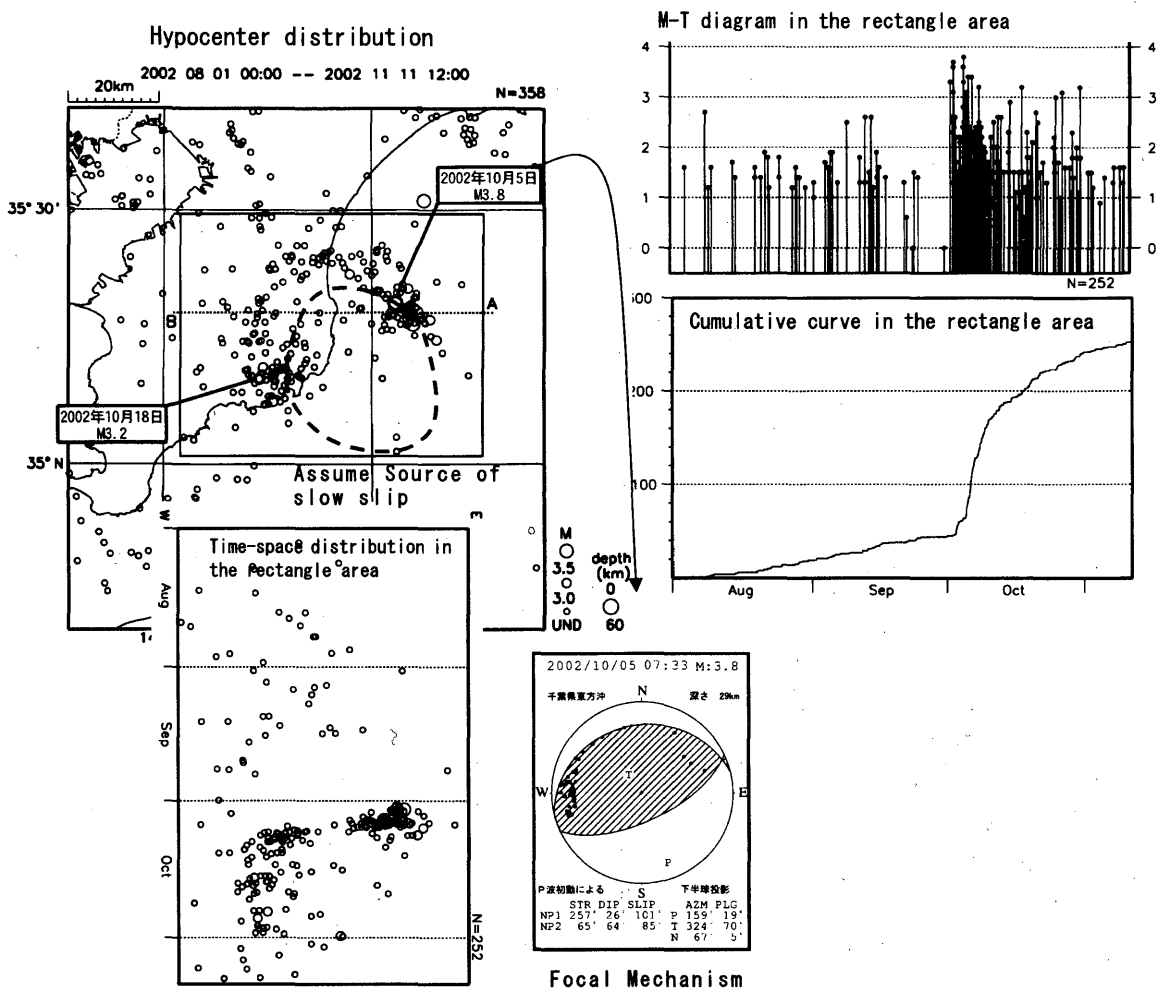 Hypocenter distribution
2002 08 01 00:00 -- 2002 11 11 12:00
20km
N=358
2002年10月5日
M3.8
35° 30'
A
B
2002年10月18日
M3.2
35° N
Assume Source of
slow slip
W
E
Time-space distribution in
the rectangle area
Aug
Sep
Oct
N=252
M
3.5
3.0
UND
depth
(km)
0
60
M-T diagram in the rectangle area
4
3
2
1
0
4
3
2
1
0
N=252
Cumulative curve in the rectangle area
Aug
Sep
Oct
2002/10/05 07:33 M:3.8
千葉県東方沖
深さ 29km
N
W
E
S
T
P
P波初動による
下半球投影
STR DIP SLIP AZM PLG
NP1 257° 26° 101° P 159° 19°
NP2 65° 64° 85° T 324° 70°
N 67° 5°
Focal Mechanism